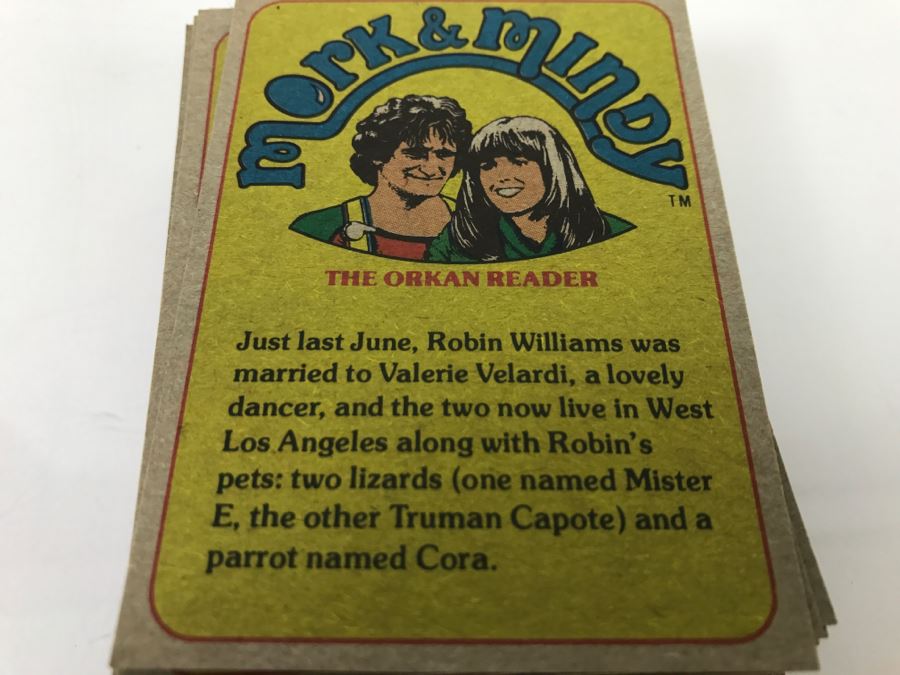 MORK & MINDY
TM
THE ORKAN READER
Just last June, Robin Williams was
married to Valerie Velardi, a lovely
dancer, and the two now live in West
Los Angeles along with Robin's
pets: two lizards (one named Mister
E, the other Truman Capote) and a
parrot named Cora.